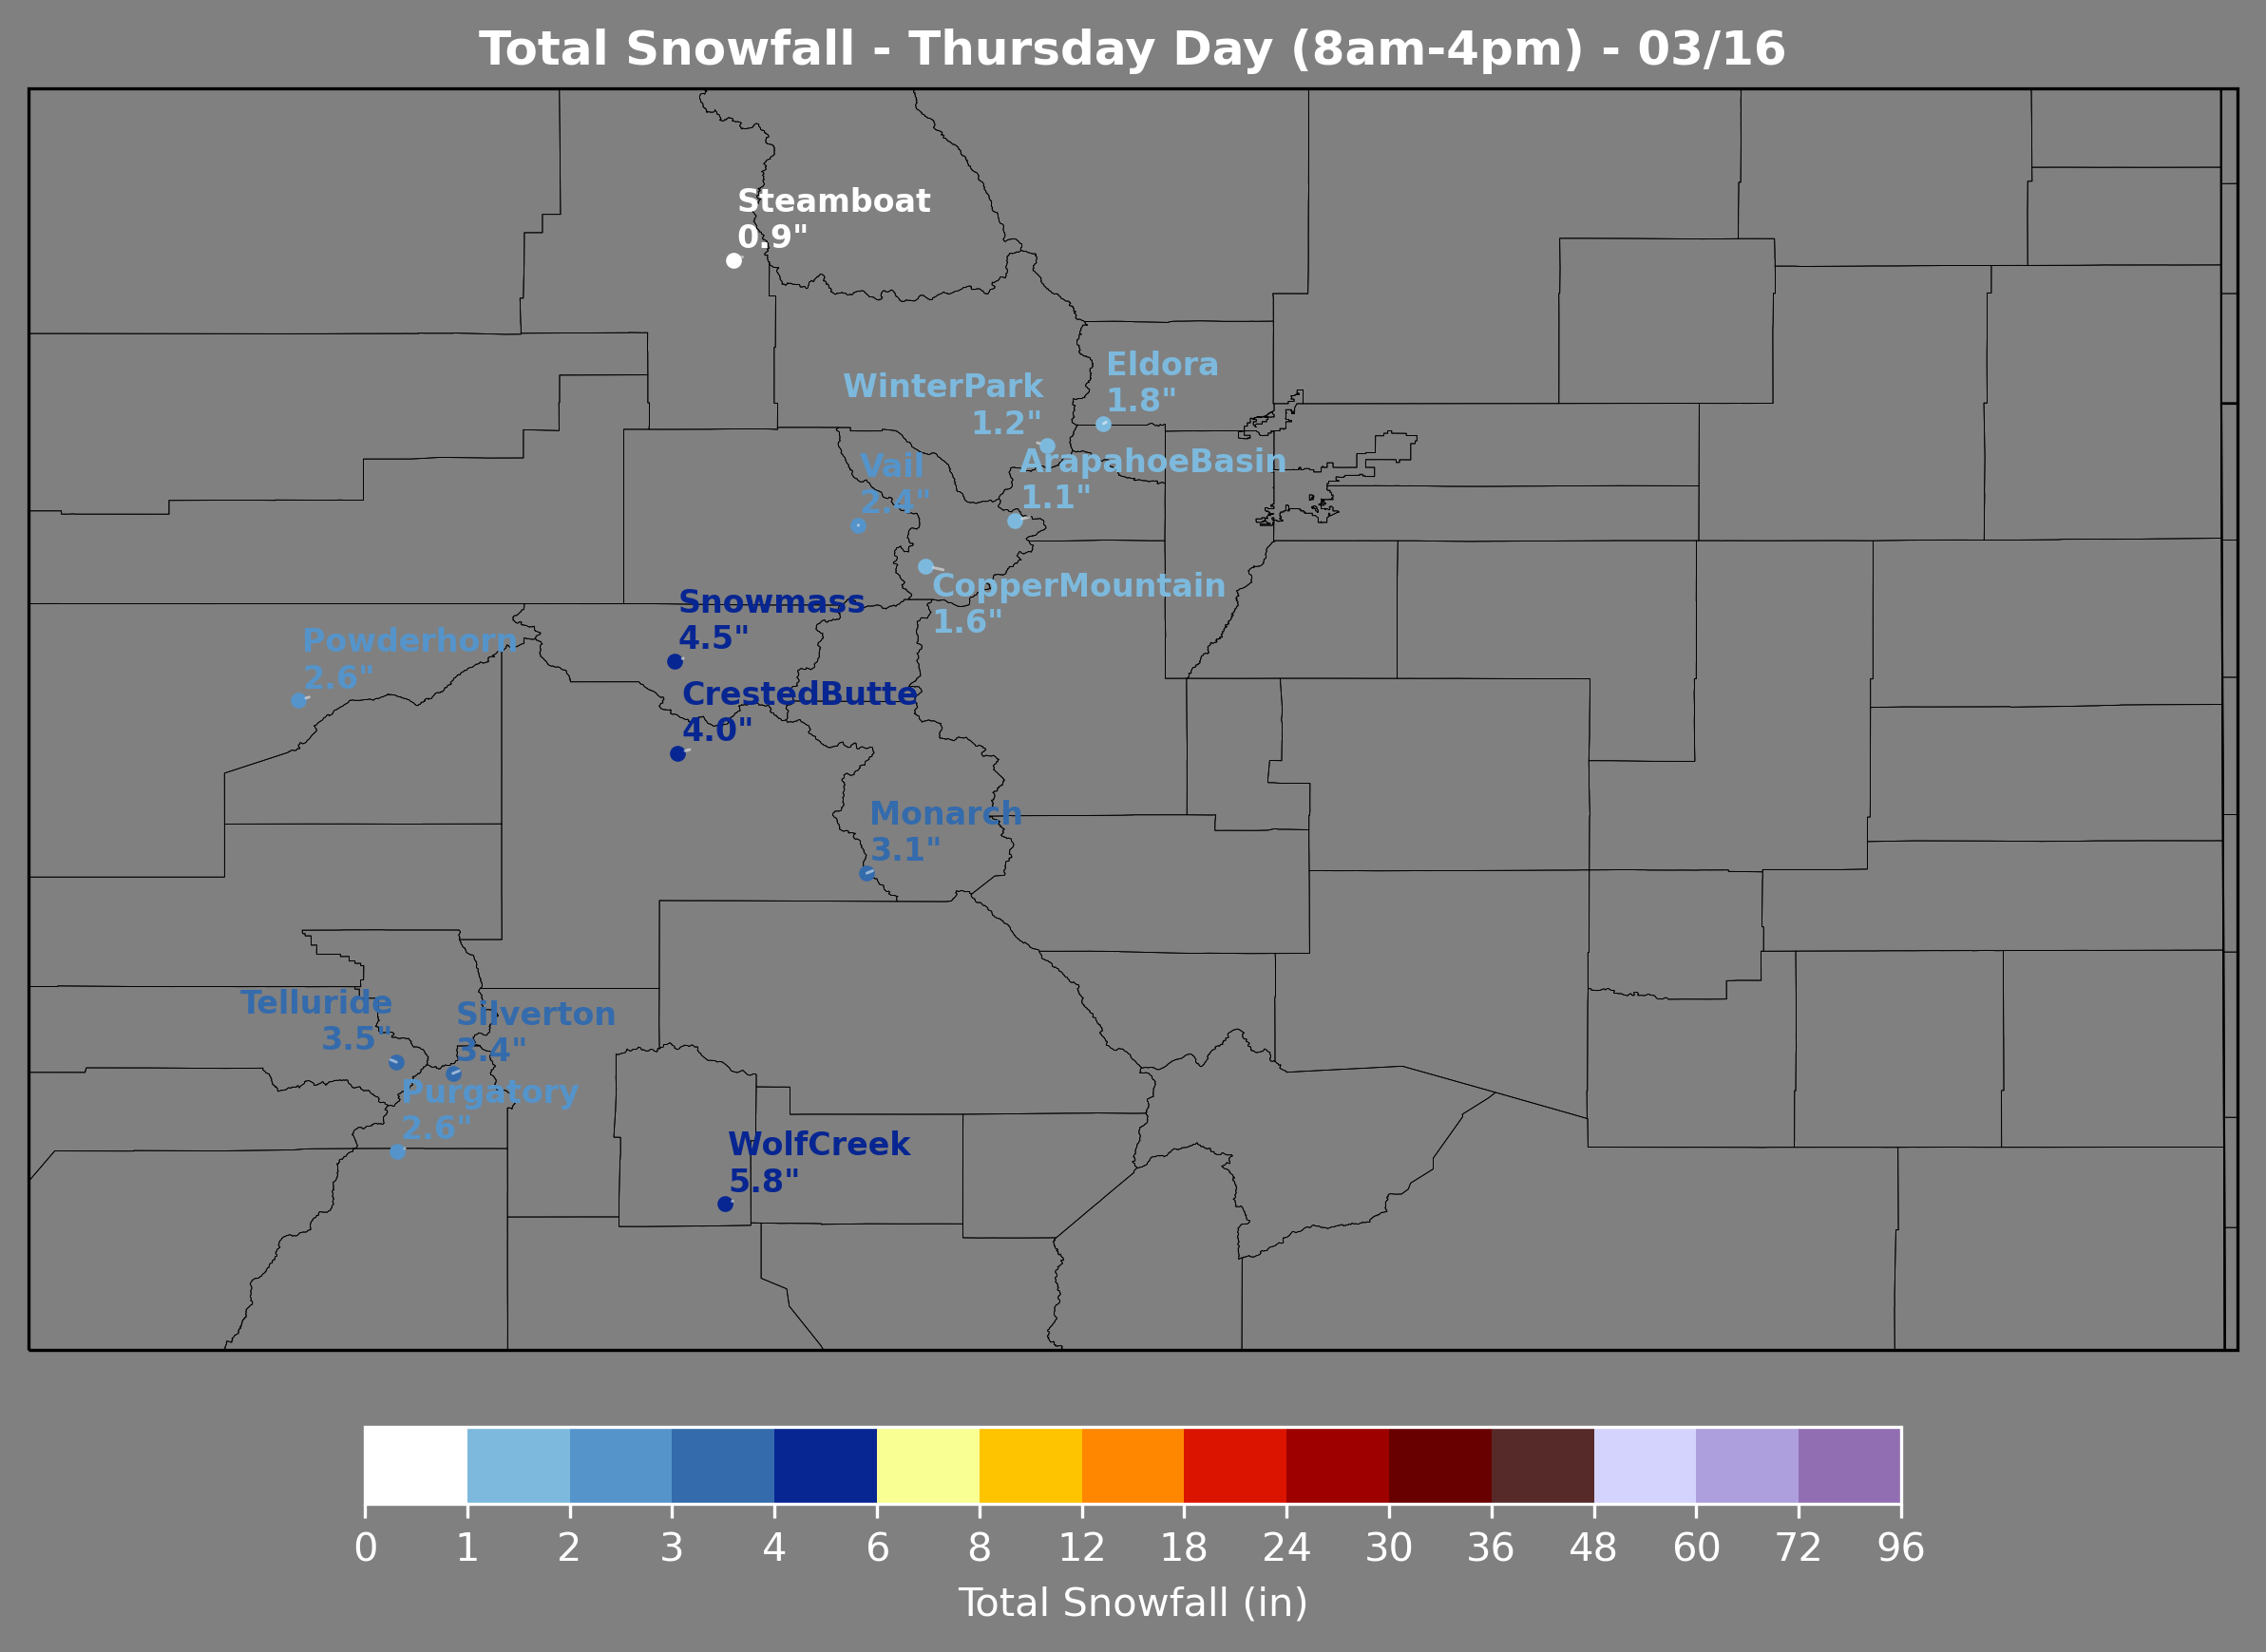 Total Snowfall - Thursday Day (8am-4pm) - 03/16
Steamboat
0.9"
Eldora
1.8"
WinterPark
1.2"
ArapahoeBasin
1.1"
Vail
2.4"
CopperMountain
1.6"
Snowmass
4.5"
Powderhorn
2.6"
CrestedButte
4.0"
Monarch
3.1"
Telluride
3.5"
Silverton
3.4"
Purgatory
2.6"
WolfCreek
5.8"
0 1 2 3 4 6 8 12 18 24 30 36 48 60 72 96
Total Snowfall (in)